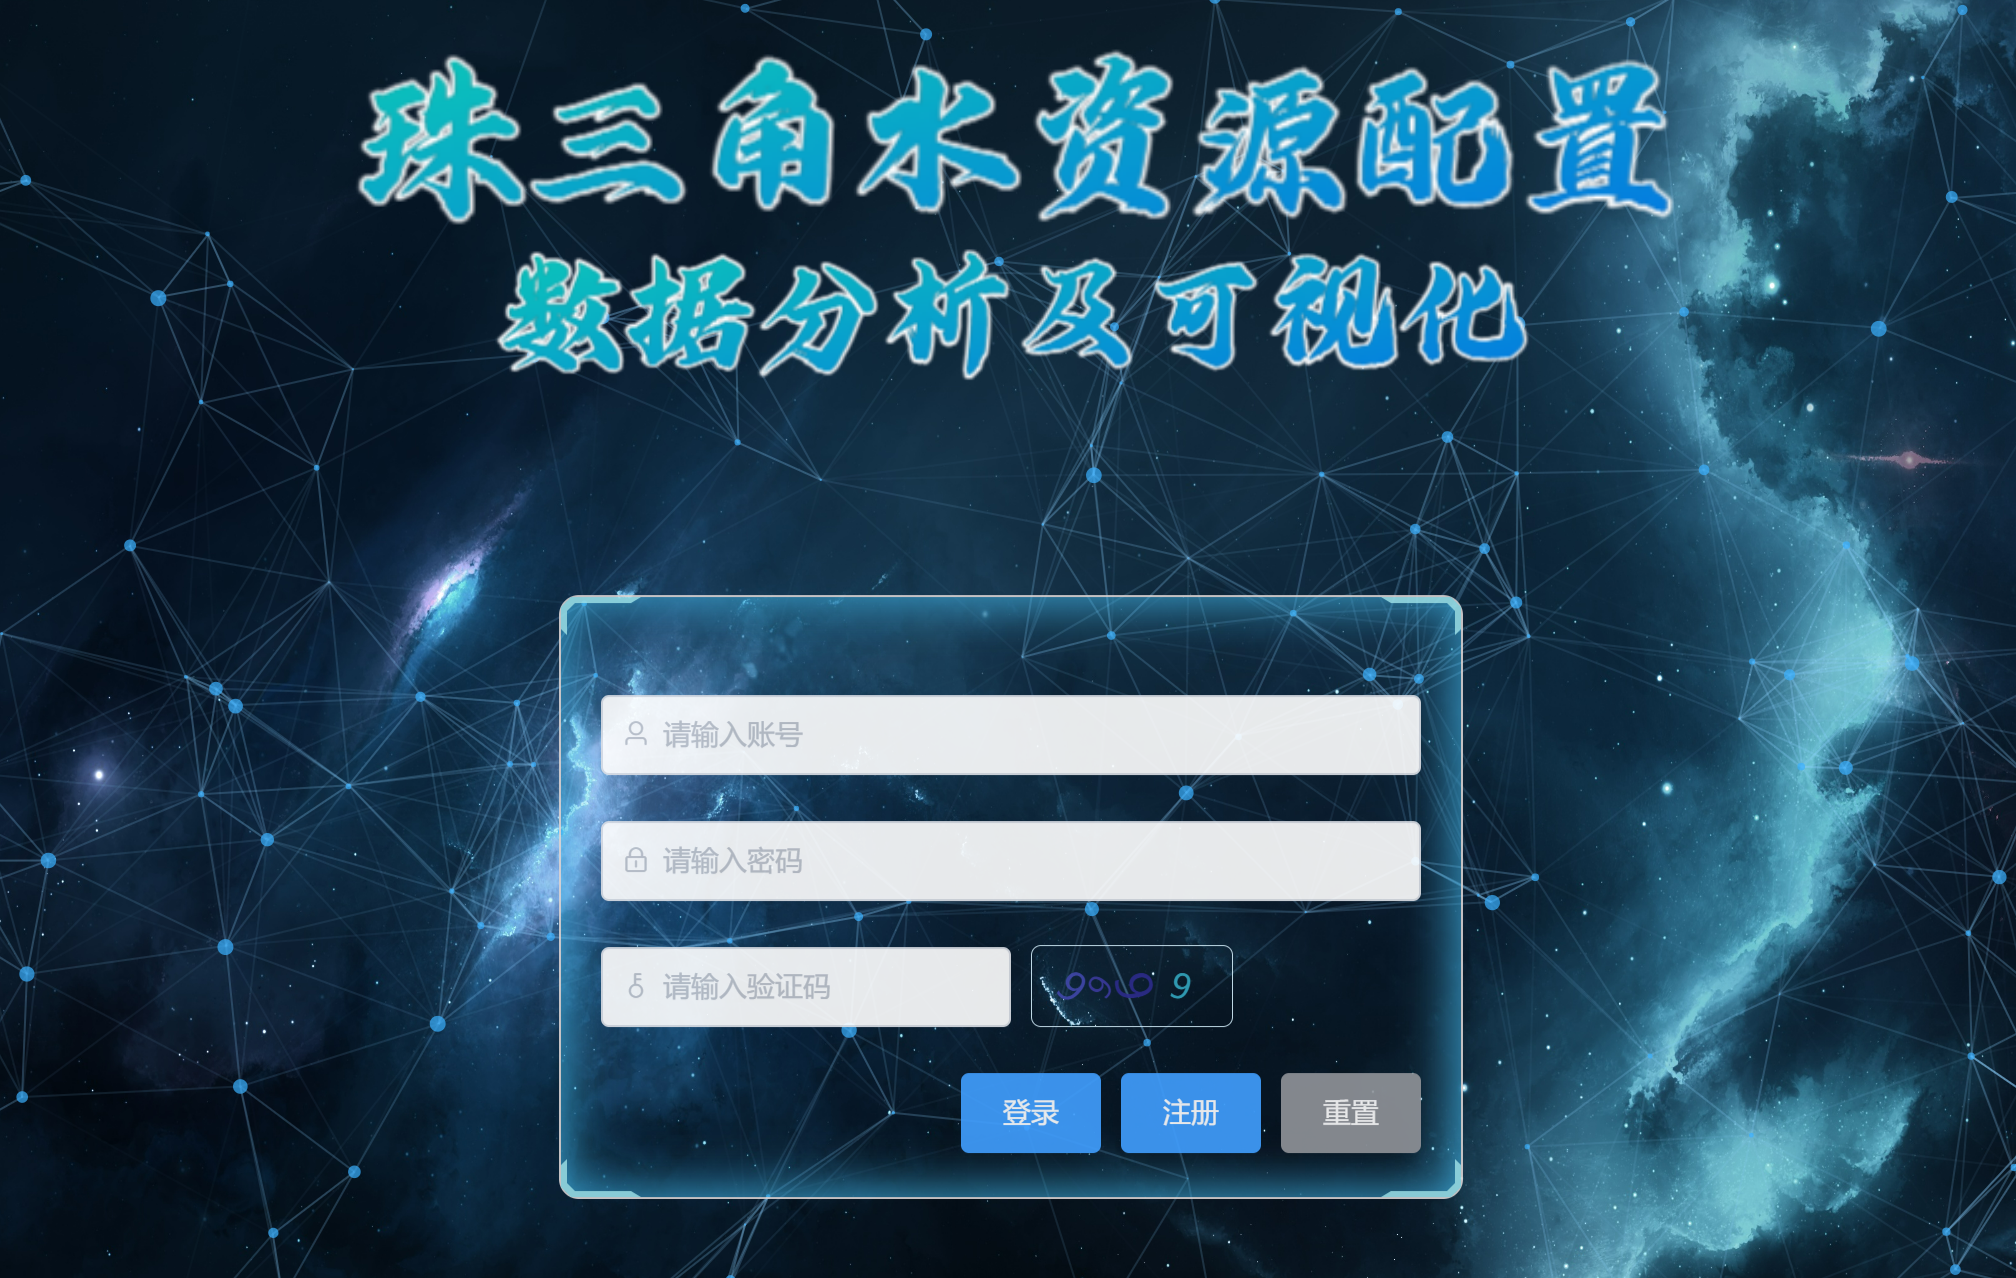 珠三角水资源配置
数据分析及可视化
请输入账号
请输入密码
请输入验证码
登录 注册 重置